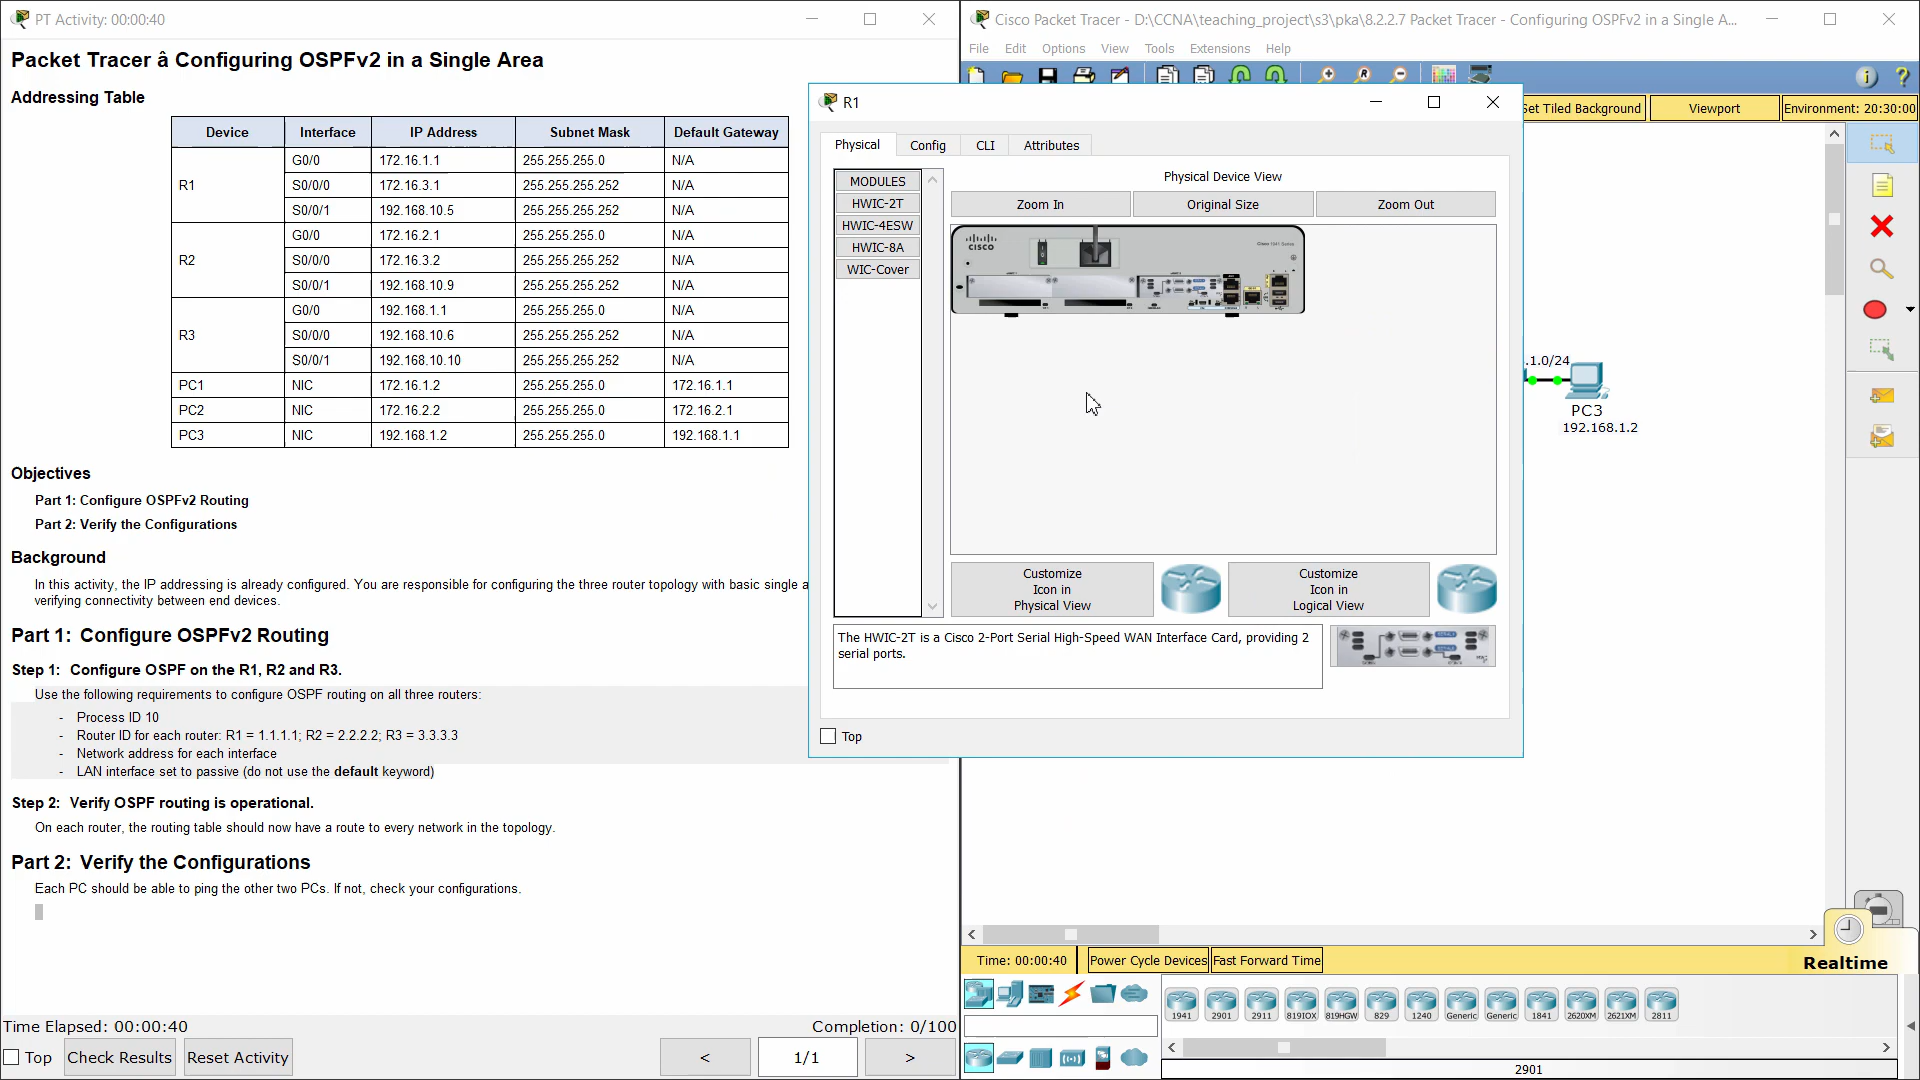 PT Activity: 00:00:40
Packet Tracer â Configuring OSPFv2 in a Single Area
Addressing Table
Device Interface IP Address Subnet Mask Default Gateway
R1
G0/0 172.16.1.1 255.255.255.0 N/A
S0/0/0 172.16.3.1 255.255.255.252 N/A
S0/0/1 192.168.10.5 255.255.255.252 N/A
R2
G0/0 172.16.2.1 255.255.255.0 N/A
S0/0/0 172.16.3.2 255.255.255.252 N/A
S0/0/1 192.168.10.9 255.255.255.252 N/A
R3
G0/0 192.168.1.1 255.255.255.0 N/A
S0/0/0 192.168.10.6 255.255.255.252 N/A
S0/0/1 192.168.10.10 255.255.255.252 N/A
PC1 NIC 172.16.1.2 255.255.255.0 172.16.1.1
PC2 NIC 172.16.2.2 255.255.255.0 172.16.2.1
PC3 NIC 192.168.1.2 255.255.255.0 192.168.1.1
Objectives
Part 1: Configure OSPFv2 Routing
Part 2: Verify the Configurations
Background
In this activity, the IP addressing is already configured. You are responsible for configuring the three router topology with basic single a
verifying connectivity between end devices.
Part 1: Configure OSPFv2 Routing
Step 1: Configure OSPF on the R1, R2 and R3.
Use the following requirements to configure OSPF routing on all three routers:
- Process ID 10
- Router ID for each router: R1 = 1.1.1.1; R2 = 2.2.2.2; R3 = 3.3.3.3
- Network address for each interface
- LAN interface set to passive (do not use the default keyword)
Step 2: Verify OSPF routing is operational.
On each router, the routing table should now have a route to every network in the topology.
Part 2: Verify the Configurations
Each PC should be able to ping the other two PCs. If not, check your configurations.
Time Elapsed: 00:00:40 Completion: 0/100
Top Check Results Reset Activity < 1/1 >
Cisco Packet Tracer - D:\CCNA\teaching_project\s3\pka\8.2.2.7 Packet Tracer - Configuring OSPFv2 in a Single A...
File Edit Options View Tools Extensions Help
Set Tiled Background Viewport Environment: 20:30:00
R1
Physical Config CLI Attributes
MODULES
HWIC-2T
HWIC-4ESW
HWIC-8A
WIC-Cover
Physical Device View
Zoom In Original Size Zoom Out
CISCO
Customize
Icon in
Physical View
Customize
Icon in
Logical View
The HWIC-2T is a Cisco 2-Port Serial High-Speed WAN Interface Card, providing 2
serial ports.
Top
.1.0/24
PC3
192.168.1.2
Time: 00:00:40 Power Cycle Devices Fast Forward Time
Realtime
1941 2901 2911 819IOX 819HGW 829 1240 Generic Generic 1841 2620XM 2621XM 2811
2901